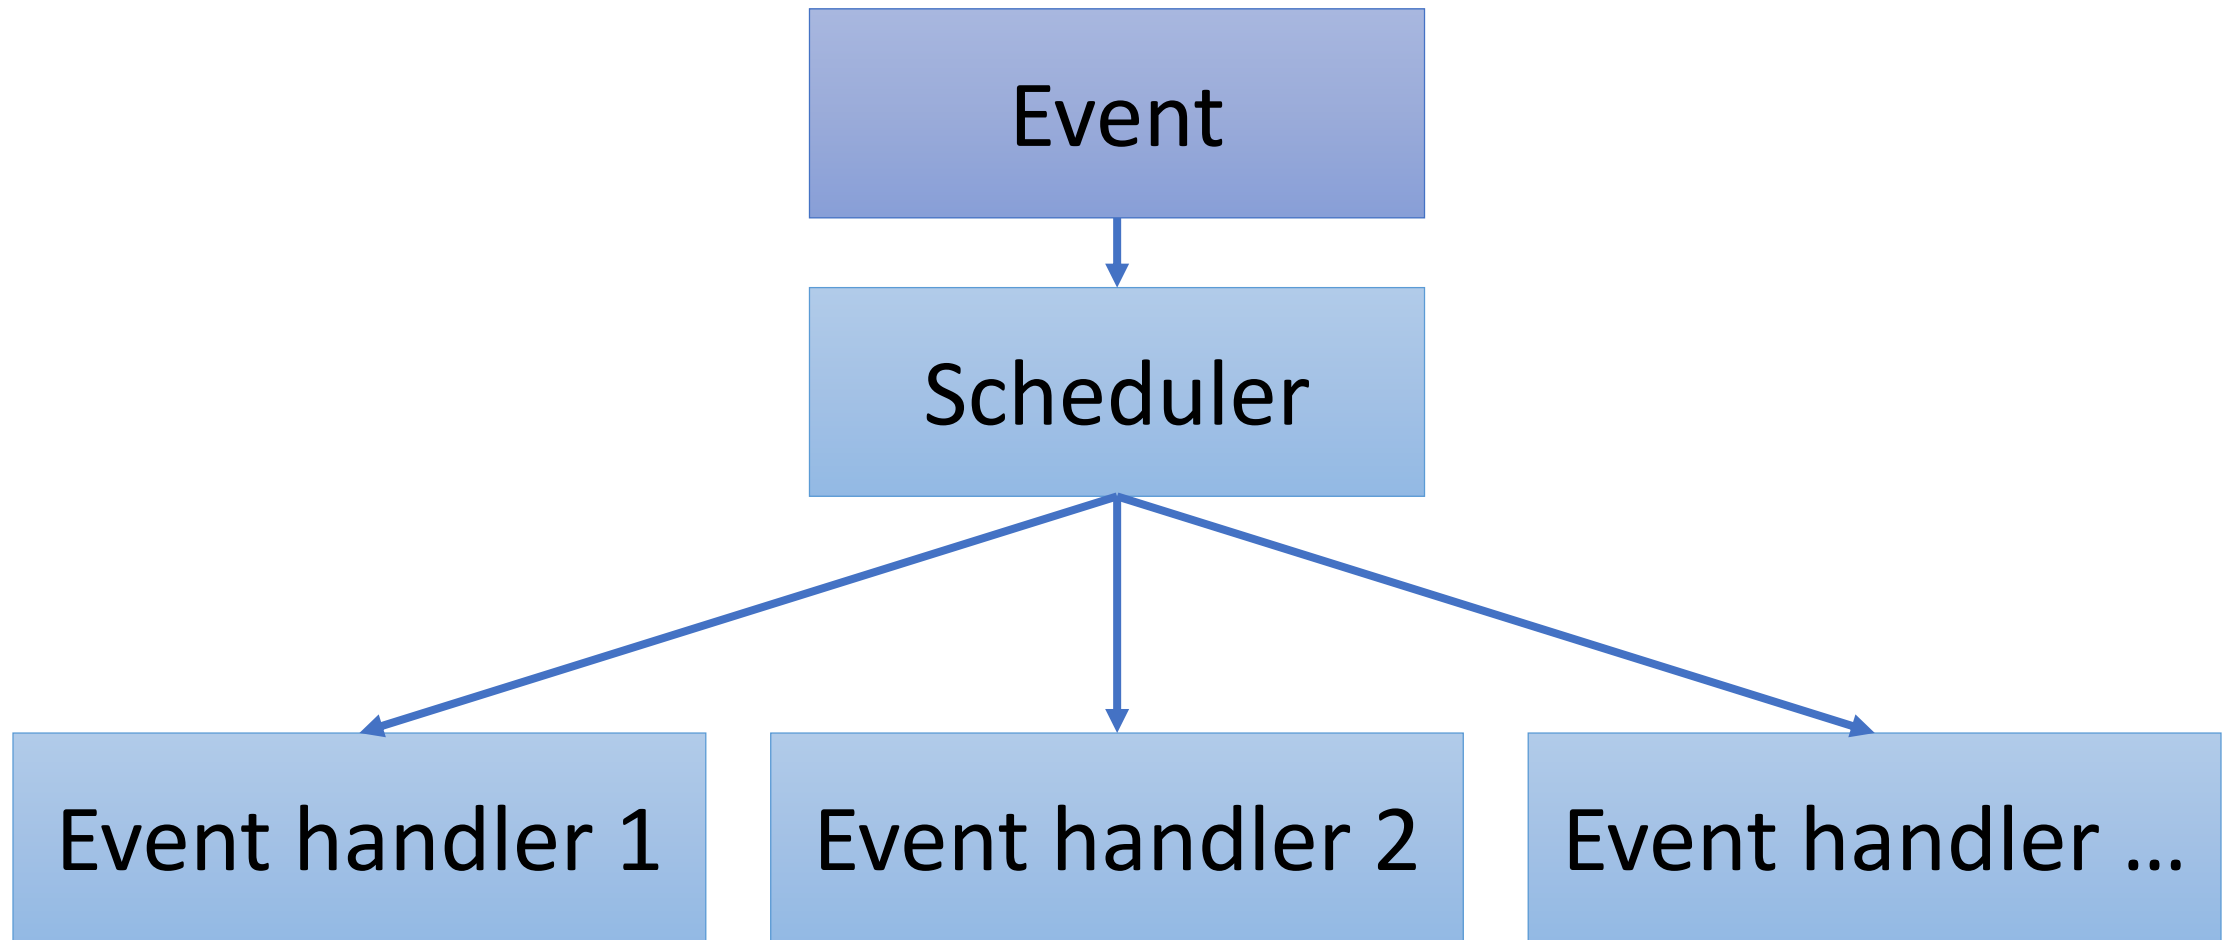 Event
Scheduler
Event handler 1
Event handler 2
Event handler …